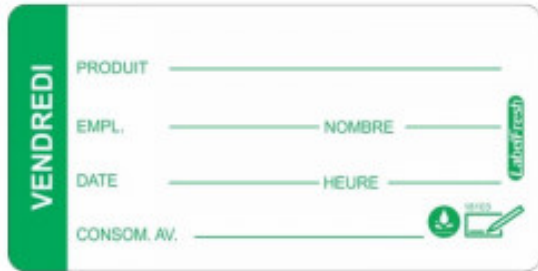 VENDREDI
PRODUIT
EMPL. NOMBRE
DATE HEURE
CONSOM. AV.
LabelFresh